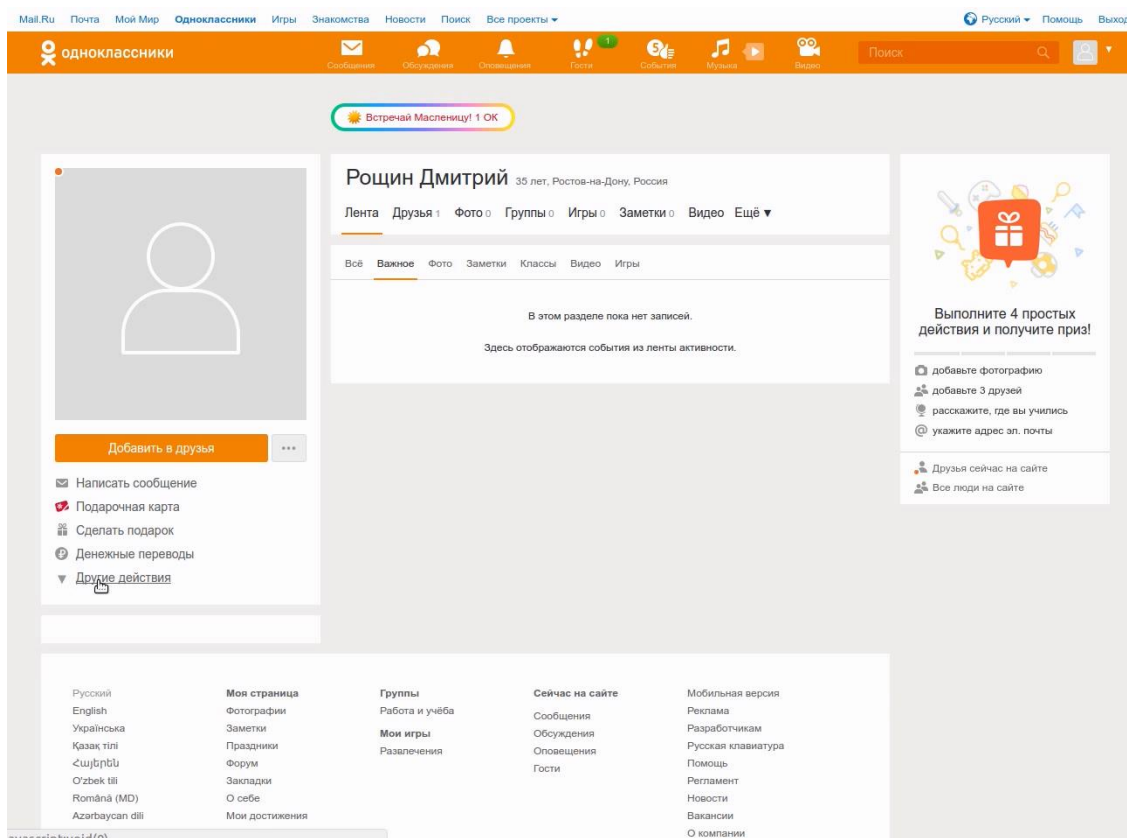 Mail.Ru Почта Мой Мир Одноклассники Игры Знакомства Новости Поиск Все проекты Русский Помощь Выход
одноклассники
Сообщения Обсуждения Оповещения Гости 1 События 5 Музыка Видео Поиск
Встречай Масленицу! 1 ОК
Рощин Дмитрий 35 лет, Ростов-на-Дону, Россия
Лента Друзья 1 Фото 0 Группы 0 Игры 0 Заметки 0 Видео Ещё ▼
Всё Важное Фото Заметки Классы Видео Игры
В этом разделе пока нет записей.
Здесь отображаются события из ленты активности.
Добавить в друзья ...
Написать сообщение
Подарочная карта
Сделать подарок
Денежные переводы
▼ Другие действия
Выполните 4 простых
действия и получите приз!
добавьте фотографию
добавьте 3 друзей
расскажите, где вы учились
укажите адрес эл. почты
Друзья сейчас на сайте
Все люди на сайте
Русский
English
Українська
Қазақ тілі
Հայերեն
O'zbek tili
Română (MD)
Azərbaycan dili
Моя страница
Фотографии
Заметки
Праздники
Форум
Закладки
О себе
Мои достижения
Группы
Работа и учёба
Мои игры
Развлечения
Сейчас на сайте
Сообщения
Обсуждения
Оповещения
Гости
Мобильная версия
Реклама
Разработчикам
Русская клавиатура
Помощь
Регламент
Новости
Вакансии
О компании